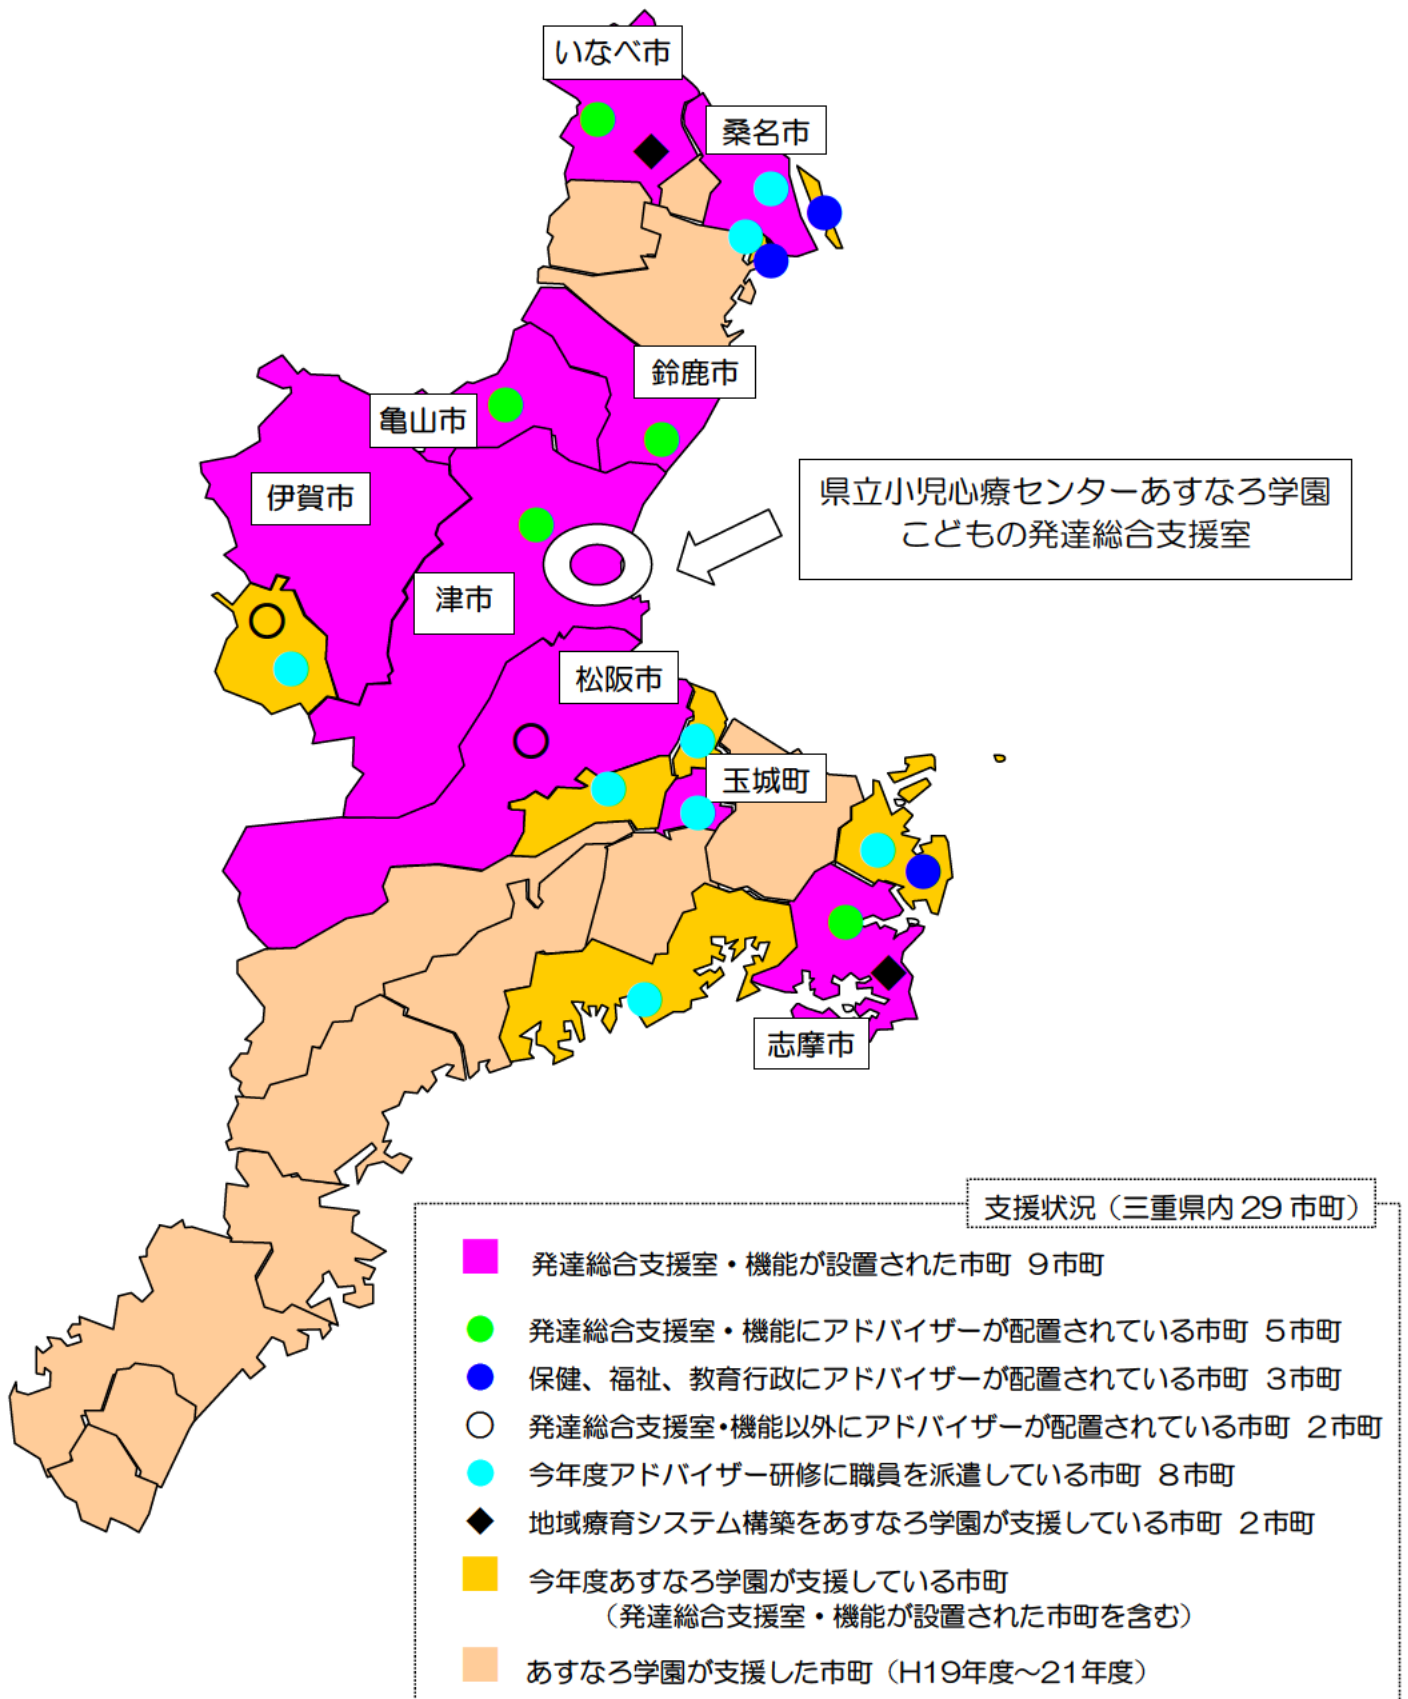 いなべ市
桑名市
鈴鹿市
亀山市
伊賀市
県立小児心療センターあすなろ学園
こどもの発達総合支援室
津市
松阪市
玉城町
志摩市
支援状況（三重県内 29 市町）
発達総合支援室・機能が設置された市町 9市町
発達総合支援室・機能にアドバイザーが配置されている市町 5市町
保健、福祉、教育行政にアドバイザーが配置されている市町 3市町
発達総合支援室・機能以外にアドバイザーが配置されている市町 2市町
今年度アドバイザー研修に職員を派遣している市町 8市町
地域療育システム構築をあすなろ学園が支援している市町 2市町
今年度あすなろ学園が支援している市町
（発達総合支援室・機能が設置された市町を含む）
あすなろ学園が支援した市町（H19年度～21年度）